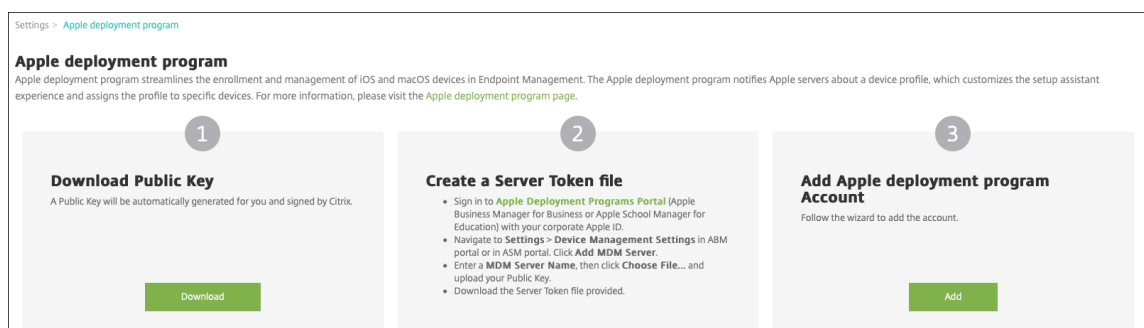 Settings > Apple deployment program
Apple deployment program
Apple deployment program streamlines the enrollment and management of iOS and macOS devices in Endpoint Management. The Apple deployment program notifies Apple servers about a device profile, which customizes the setup assistant
experience and assigns the profile to specific devices. For more information, please visit the Apple deployment program page.
1
Download Public Key
A Public Key will be automatically generated for you and signed by Citrix.
Download
2
Create a Server Token file
• Sign in to Apple Deployment Programs Portal (Apple
Business Manager for Business or Apple School Manager for
Education) with your corporate Apple ID.
• Navigate to Settings > Device Management Settings in ABM
portal or in ASM portal. Click Add MDM Server.
• Enter a MDM Server Name, then click Choose File... and
upload your Public Key.
• Download the Server Token file provided.
3
Add Apple deployment program
Account
Follow the wizard to add the account.
Add